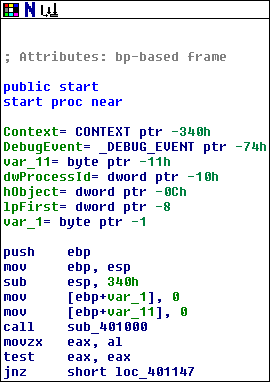 ; Attributes: bp-based frame
public start
start proc near
Context= CONTEXT ptr -340h
DebugEvent= _DEBUG_EVENT ptr -74h
var_11= byte ptr -11h
dwProcessId= dword ptr -10h
hObject= dword ptr -0Ch
lpFirst= dword ptr -8
var_1= byte ptr -1
push ebp
mov ebp, esp
sub esp, 340h
mov [ebp+var_1], 0
mov [ebp+var_11], 0
call sub_401000
movzx eax, al
test eax, eax
jnz short loc_401147